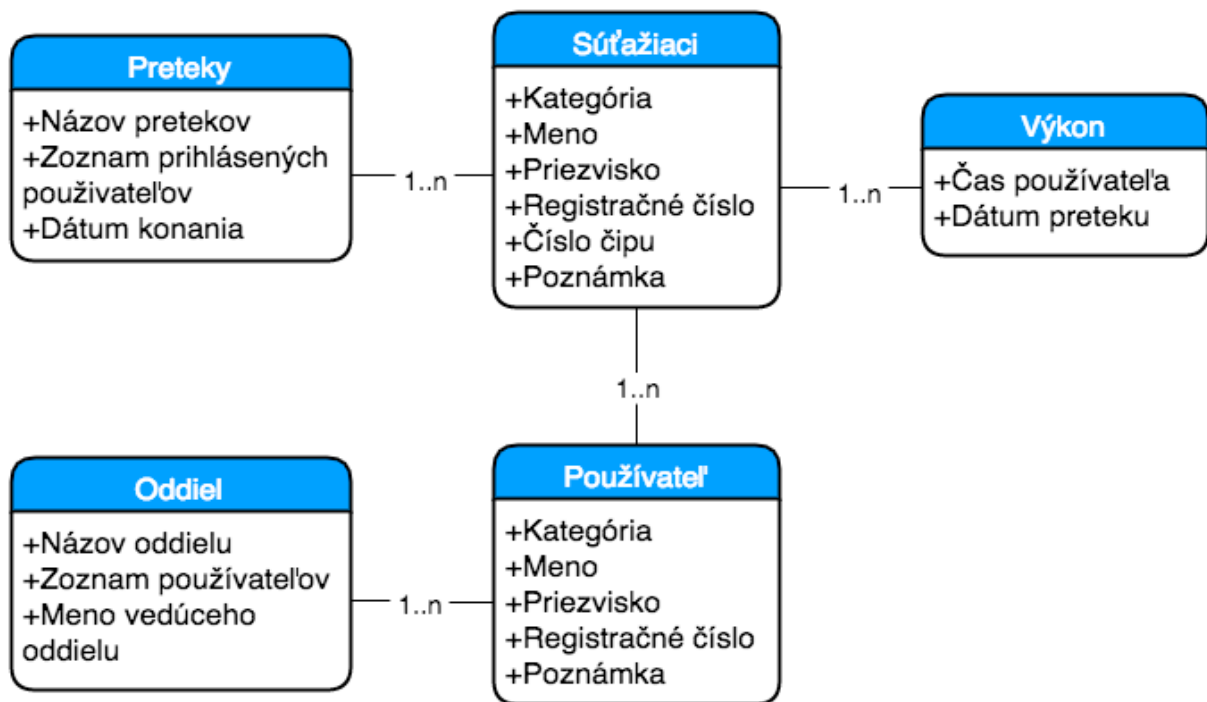 Preteky
+Názov pretekov
+Zoznam prihlásených
použivateľov
+Dátum konania
1..n
Súťažiaci
+Kategória
+Meno
+Priezvisko
+Registračné číslo
+Číslo čipu
+Poznámka
1..n
Výkon
+Čas používateľa
+Dátum preteku
1..n
Oddiel
+Názov oddielu
+Zoznam používateľov
+Meno vedúceho
oddielu
1..n
Používateľ
+Kategória
+Meno
+Priezvisko
+Registračné číslo
+Poznámka